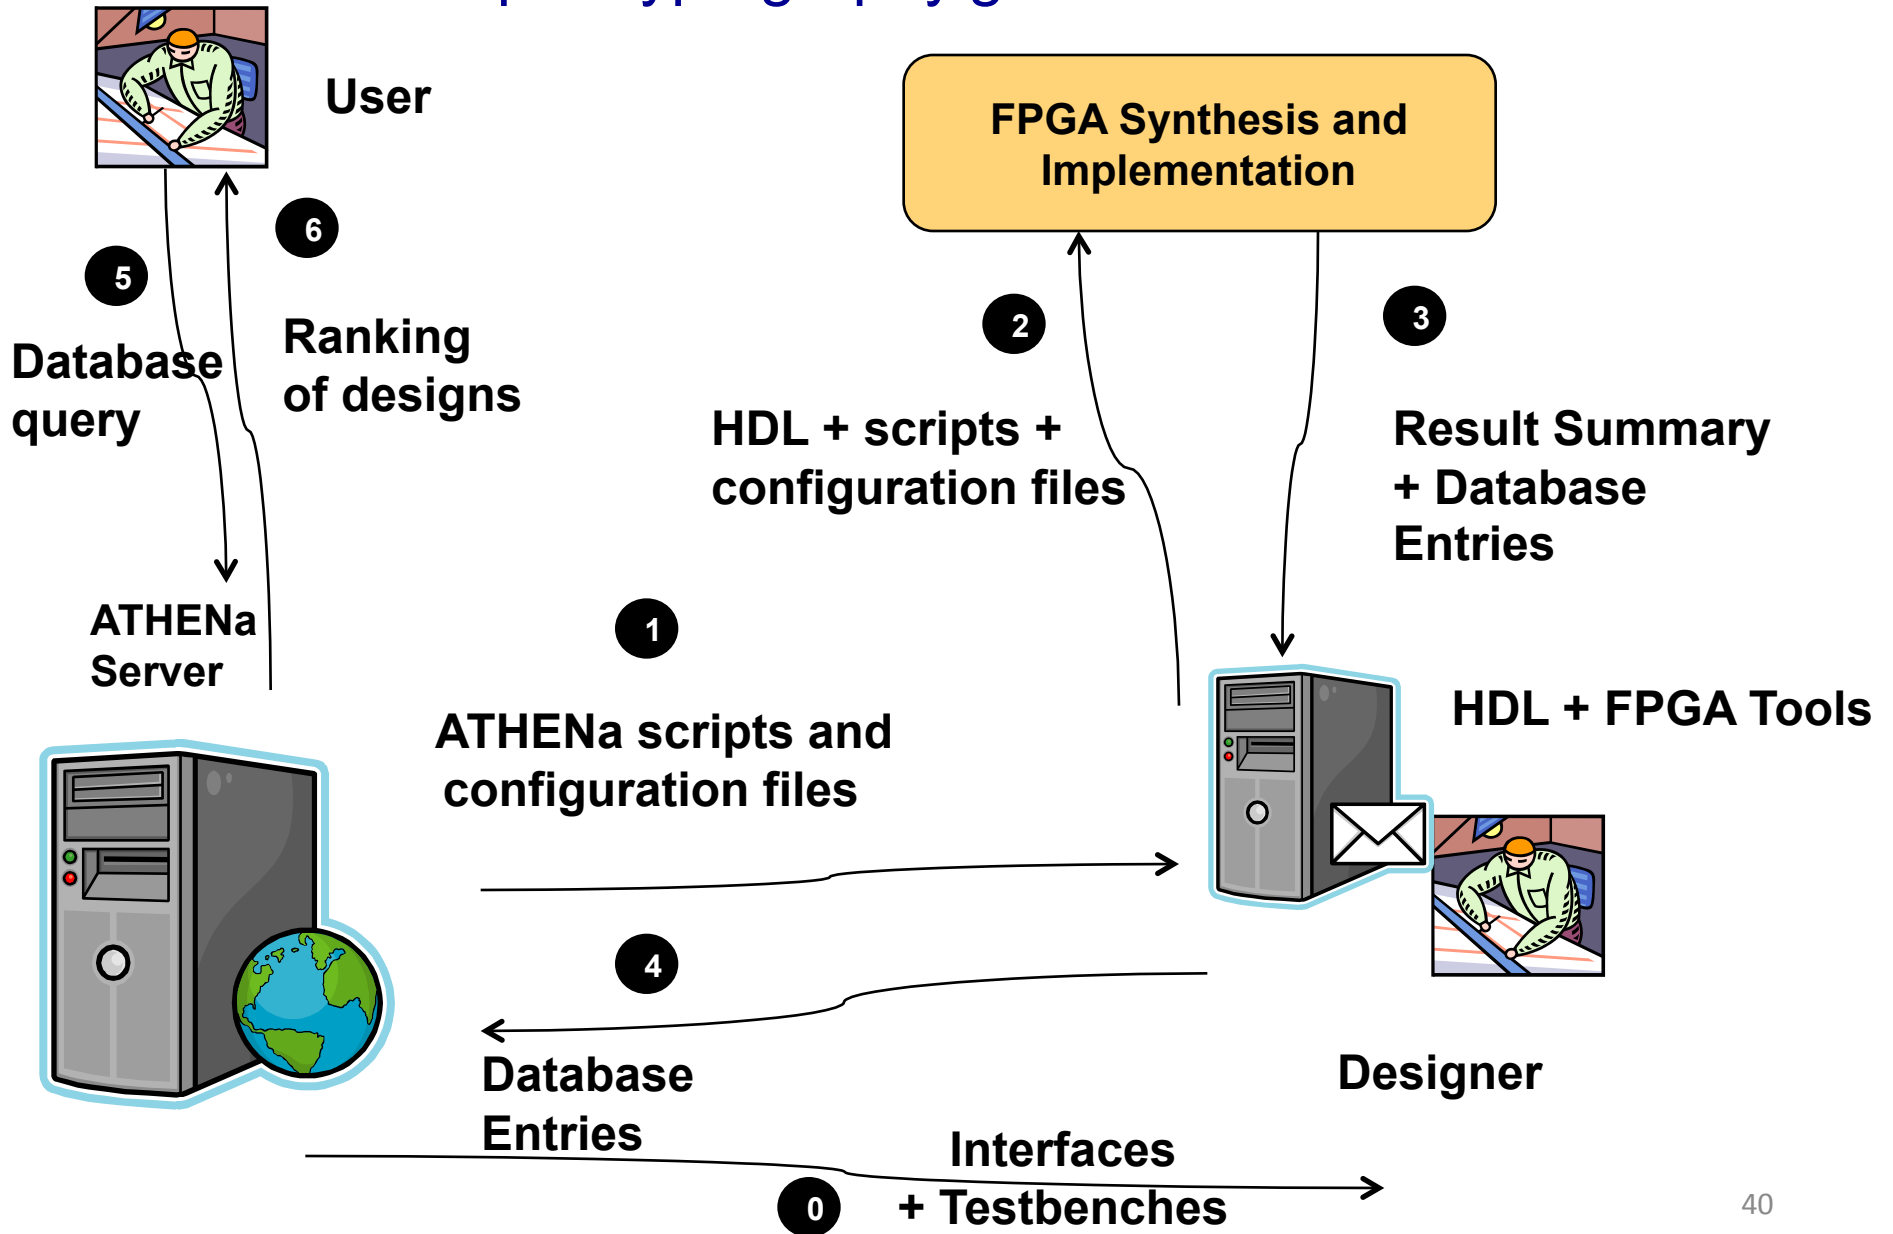 User
FPGA Synthesis and
Implementation
6
5
2
3
Ranking
of designs
Database
query
HDL + scripts +
configuration files
Result Summary
+ Database
Entries
ATHENa
Server
1
ATHENa scripts and
configuration files
HDL + FPGA Tools
4
Database
Entries
Designer
Interfaces
+ Testbenches
0
40